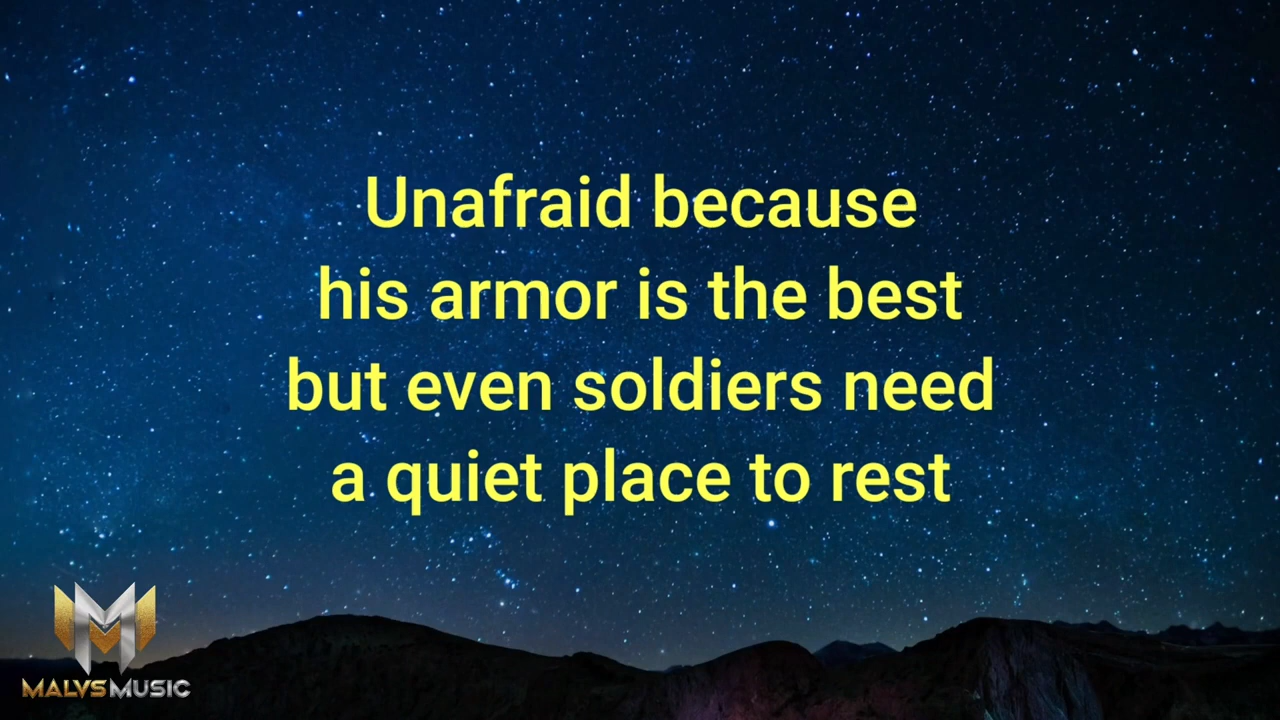 Unafraid because
his armor is the best
but even soldiers need
a quiet place to rest
MALVSMUSIC